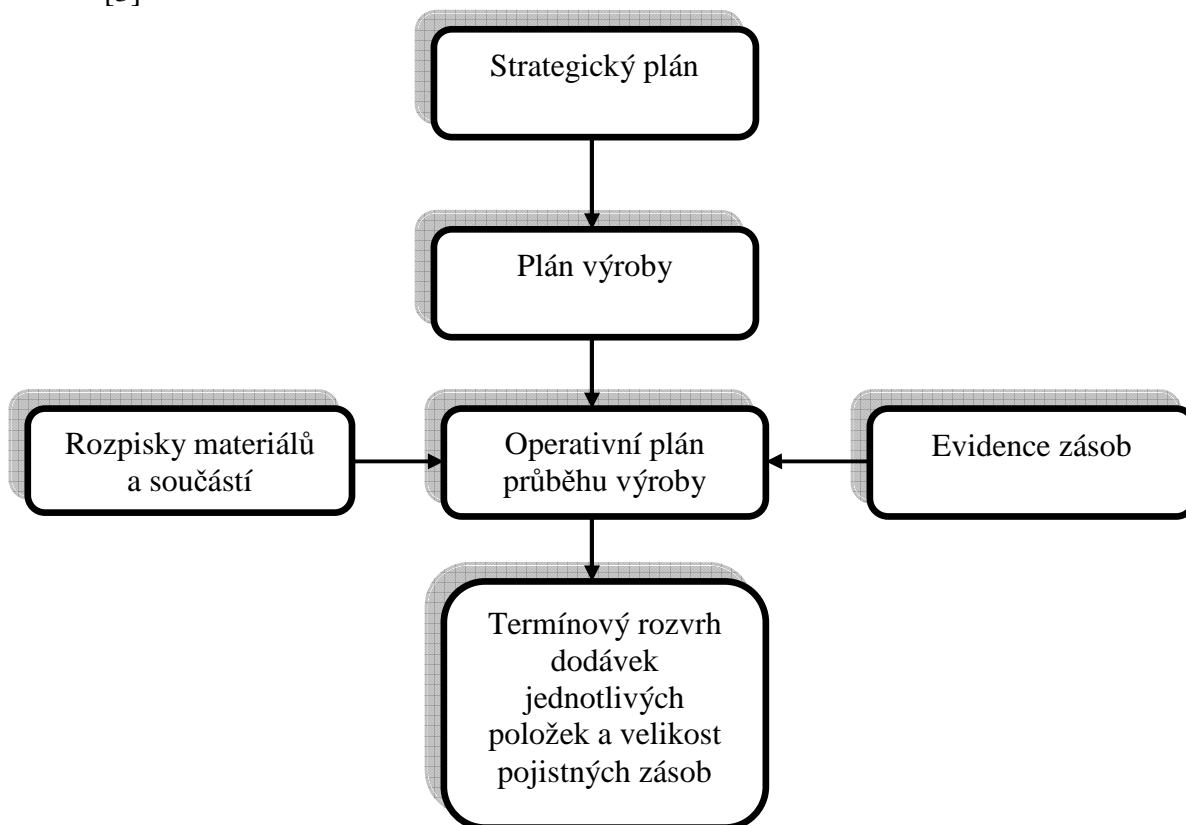 [5]
Strategický plán
Plán výroby
Rozpisky materiálů
a součástí
Operativní plán
průběhu výroby
Evidence zásob
Termínový rozvrh
dodávek
jednotlivých
položek a velikost
pojistných zásob